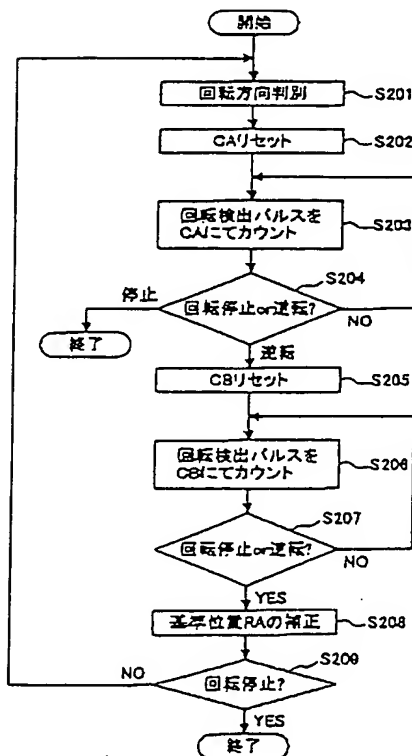 開始
回転方向判別
S201
CAリセット
S202
回転検出パルスを
CAにてカウント
S203
S204
回転停止or逆転?
停止
NO
終了
逆転
CBリセット
S205
回転検出パルスを
CBにてカウント
S206
S207
回転停止or逆転?
NO
YES
基準位置RAの補正
S208
S209
NO
回転停止?
YES
終了